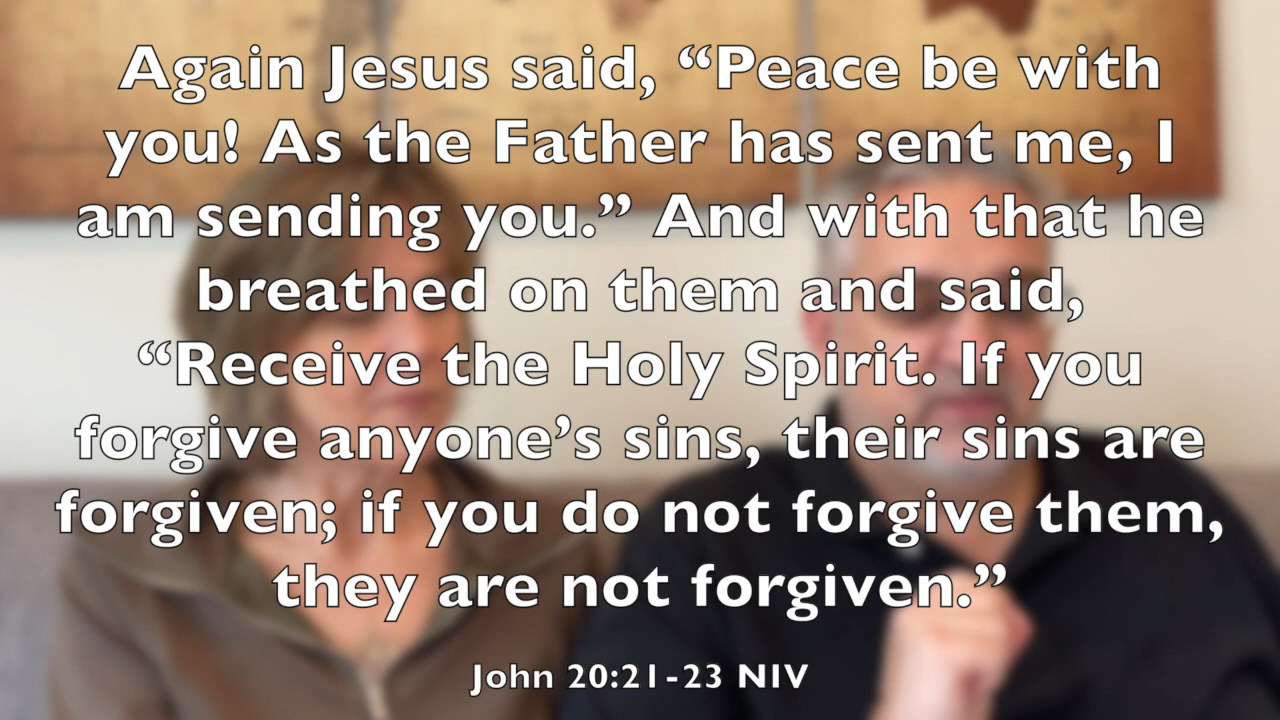 Again Jesus said, “Peace be with
you! As the Father has sent me, I
am sending you.” And with that he
breathed on them and said,
“Receive the Holy Spirit. If you
forgive anyone’s sins, their sins are
forgiven; if you do not forgive them,
they are not forgiven.”
John 20:21-23 NIV